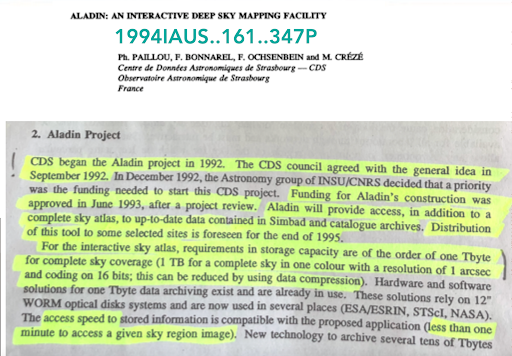 ALADIN: AN INTERACTIVE DEEP SKY MAPPING FACILITY
1994IAUS..161..347P
Ph. PAILLOU, F. BONNAREL, F. OCHSENBEIN and M. CRÉZÉ
Centre de Données Astronomiques de Strasbourg — CDS
Observatoire Astronomique de Strasbourg
France
2. Aladin Project
! CDS began the Aladin project in 1992. The CDS council agreed with the general idea in
September 1992. In December 1992, the Astronomy group of INSU/CNRS decided that a priority
was the funding needed to start this CDS project. Funding for Aladin's construction was
approved in June 1993, after a project review. Aladin will provide access, in addition to a
complete sky atlas, to up-to-date data contained in Simbad and catalogue archives. Distribution
of this tool to some selected sites is foreseen for the end of 1995.
For the interactive sky atlas, requirements in storage capacity are of the order of one Tbyte
for complete sky coverage (1 TB for a complete sky in one colour with a resolution of 1 arcsec
and coding on 16 bits; this can be reduced by using data compression). Hardware and software
solutions for one Tbyte data archiving exist and are already in use. These solutions rely on 12"
WORM optical disks systems and are now used in several places (ESA/ESRIN, STScI, NASA).
The access speed to stored information is compatible with the proposed application (less than one
minute to access a given sky region image). New technology to archive several tens of Tbytes